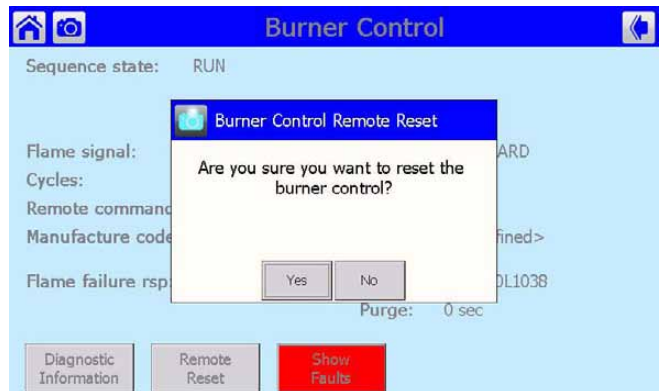 Burner Control
Sequence state: RUN
Burner Control Remote Reset
Are you sure you want to reset the
burner control?
Yes No
Flame signal: ARD
Cycles:
Remote command
Manufacture code fined>
Flame failure rsp: OL1038
Purge: 0 sec
Diagnostic
Information
Remote
Reset
Show
Faults